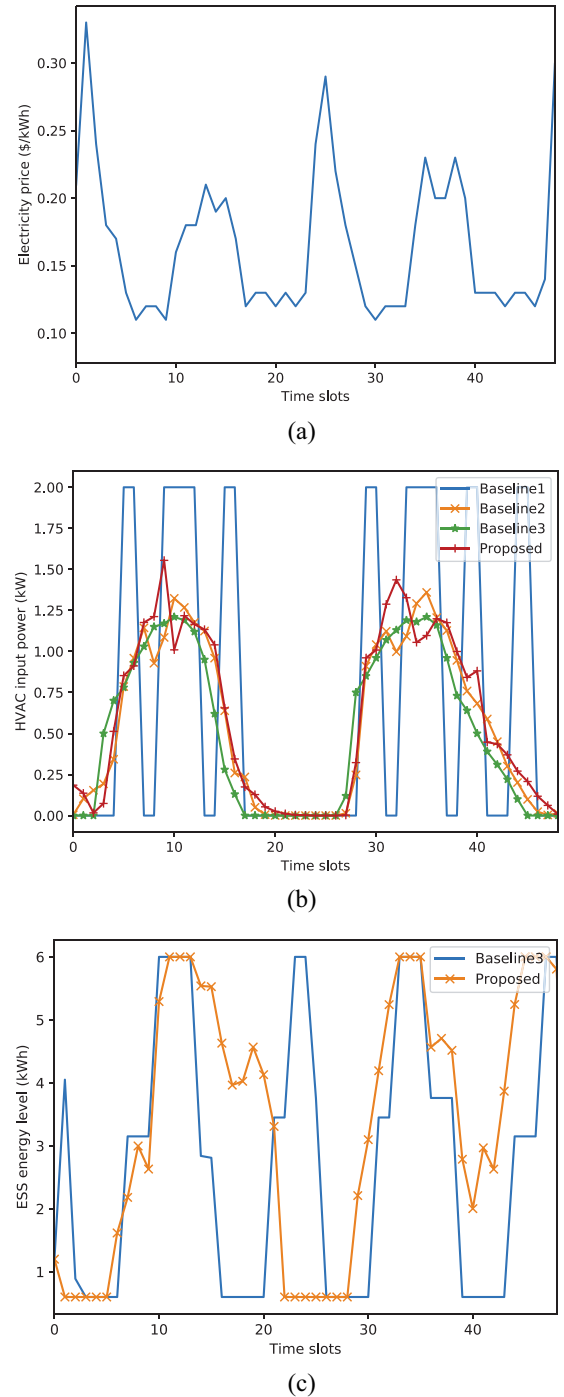 Electricity price ($/kWh)
0.30
0.25
0.20
0.15
0.10
0 10 20 30 40
Time slots
(a)
HVAC input power (kW)
2.00
1.75
1.50
1.25
1.00
0.75
0.50
0.25
0.00
Baseline1
Baseline2
Baseline3
Proposed
0 10 20 30 40
Time slots
(b)
ESS energy level (kWh)
6
5
4
3
2
1
Baseline3
Proposed
0 10 20 30 40
Time slots
(c)